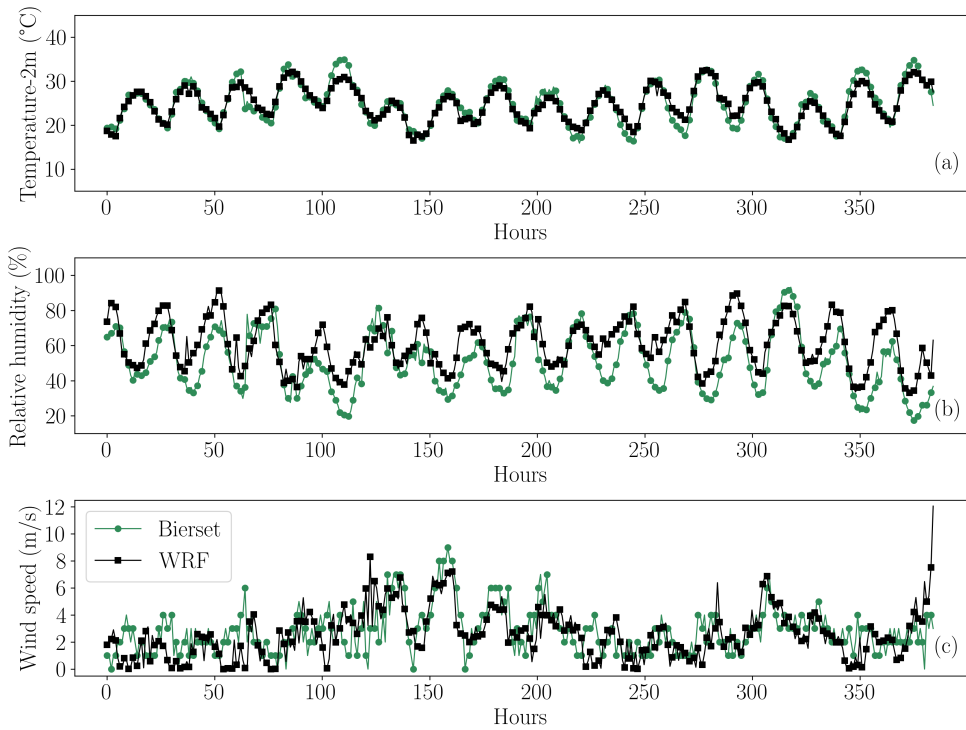 Temperature-2m (°C)
40
30
20
10
(a)
0 50 100 150 200 250 300 350
Hours
Relative humidity (%)
100
80
60
40
20
(b)
0 50 100 150 200 250 300 350
Hours
Wind speed (m/s)
12
10
8
6
4
2
0
Bierset
WRF
(c)
0 50 100 150 200 250 300 350
Hours